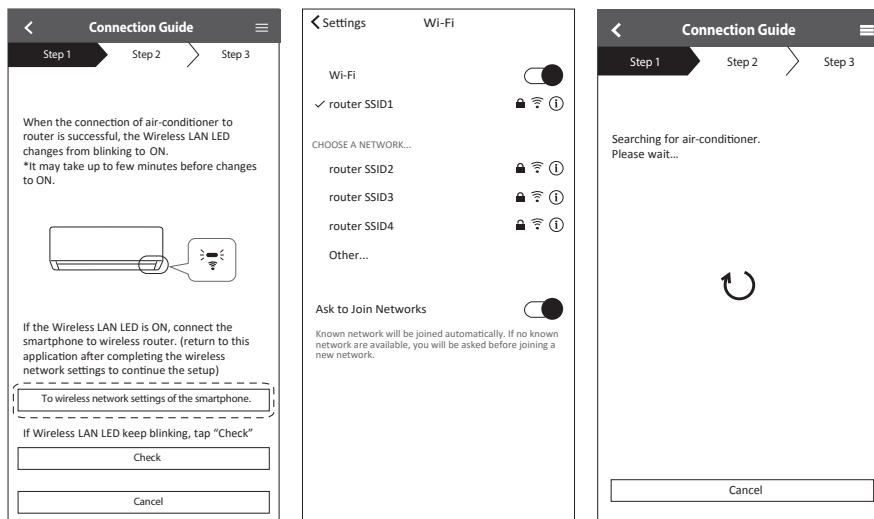 Connection Guide
Step 1
Step 2
Step 3
When the connection of air-conditioner to
router is successful, the Wireless LAN LED
changes from blinking to ON.
*It may take up to few minutes before changes
to ON.
If the Wireless LAN LED is ON, connect the
smartphone to wireless router. (return to this
application after completing the wireless
network settings to continue the setup)
To wireless network settings of the smartphone.
If Wireless LAN LED keep blinking, tap “Check”
Check
Cancel
Settings
Wi-Fi
Wi-Fi
router SSID1
CHOOSE A NETWORK...
router SSID2
router SSID3
router SSID4
Other...
Ask to Join Networks
Known network will be joined automatically. If no known
network are available, you will be asked before joining a
new network.
Connection Guide
Step 1
Step 2
Step 3
Searching for air-conditioner.
Please wait...
Cancel